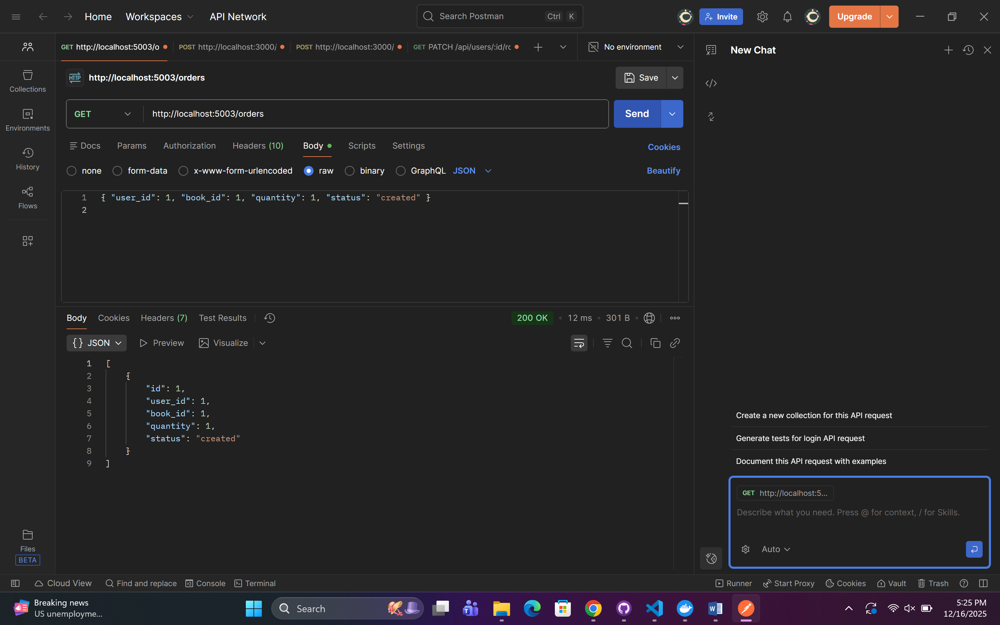 Home Workspaces API Network Search Postman Ctrl K Invite Upgrade
GET http://localhost:5003/o POST http://localhost:3000/ POST http://localhost:3000/ GET PATCH /api/users/:id/rc No environment
New Chat
HTTP http://localhost:5003/orders Save
GET http://localhost:5003/orders Send
Docs Params Authorization Headers (10) Body Scripts Settings Cookies
none form-data x-www-form-urlencoded raw binary GraphQL JSON Beautify
1 { "user_id": 1, "book_id": 1, "quantity": 1, "status": "created" }
2
Collections
Environments
History
Flows
Files
BETA
Body Cookies Headers (7) Test Results 200 OK 12 ms 301 B
{} JSON Preview Visualize
1 [
2 {
3 "id": 1,
4 "user_id": 1,
5 "book_id": 1,
6 "quantity": 1,
7 "status": "created"
8 }
9 ]
Create a new collection for this API request
Generate tests for login API request
Document this API request with examples
GET http://localhost:5...
Describe what you need. Press @ for context, / for Skills.
Auto
Cloud View Find and replace Console Terminal Runner Start Proxy Cookies Vault Trash
Breaking news
US unemployme...
Search
5:25 PM
12/16/2025